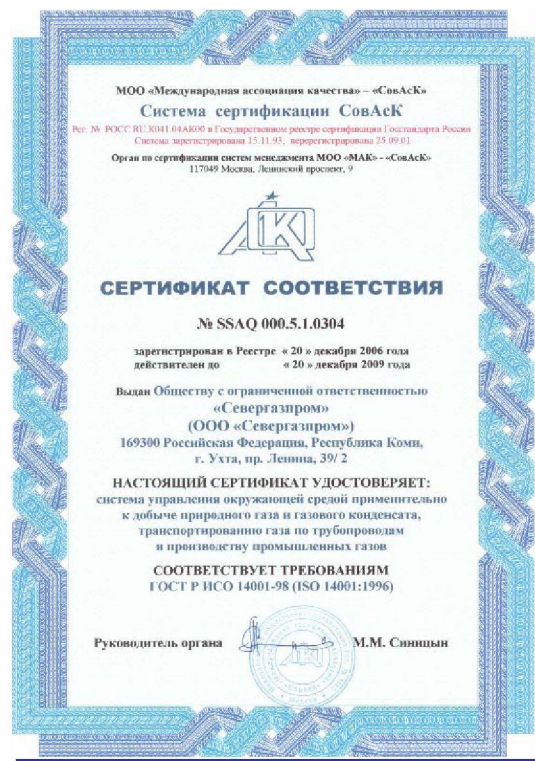 МОО «Международная ассоциация качества» – «СовАсК»
Система сертификации СовАсК
Рег. № РОСС RU.К041.04АК00 в Государственном реестре сертификации Госстандарта России
Система зарегистрирована 15.11.93, перерегистрирована 25.09.01
Орган по сертификации систем менеджмента МОО «МАК» - «СовАсК»
117049 Москва, Ленинский проспект, 9
СЕРТИФИКАТ СООТВЕТСТВИЯ
№ SSAQ 000.5.1.0304
зарегистрирован в Реестре « 20 » декабря 2006 года
действителен до « 20 » декабря 2009 года
Выдан Обществу с ограниченной ответственностью
«Севергазпром»
(ООО «Севергазпром»)
169300 Российская Федерация, Республика Коми,
г. Ухта, пр. Ленина, 39/ 2
НАСТОЯЩИЙ СЕРТИФИКАТ УДОСТОВЕРЯЕТ:
система управления окружающей средой применительно
к добыче природного газа и газового конденсата,
транспортированию газа по трубопроводам
и производству промышленных газов
СООТВЕТСТВУЕТ ТРЕБОВАНИЯМ
ГОСТ Р ИСО 14001-98 (ISO 14001:1996)
Руководитель органа М.М. Синицын